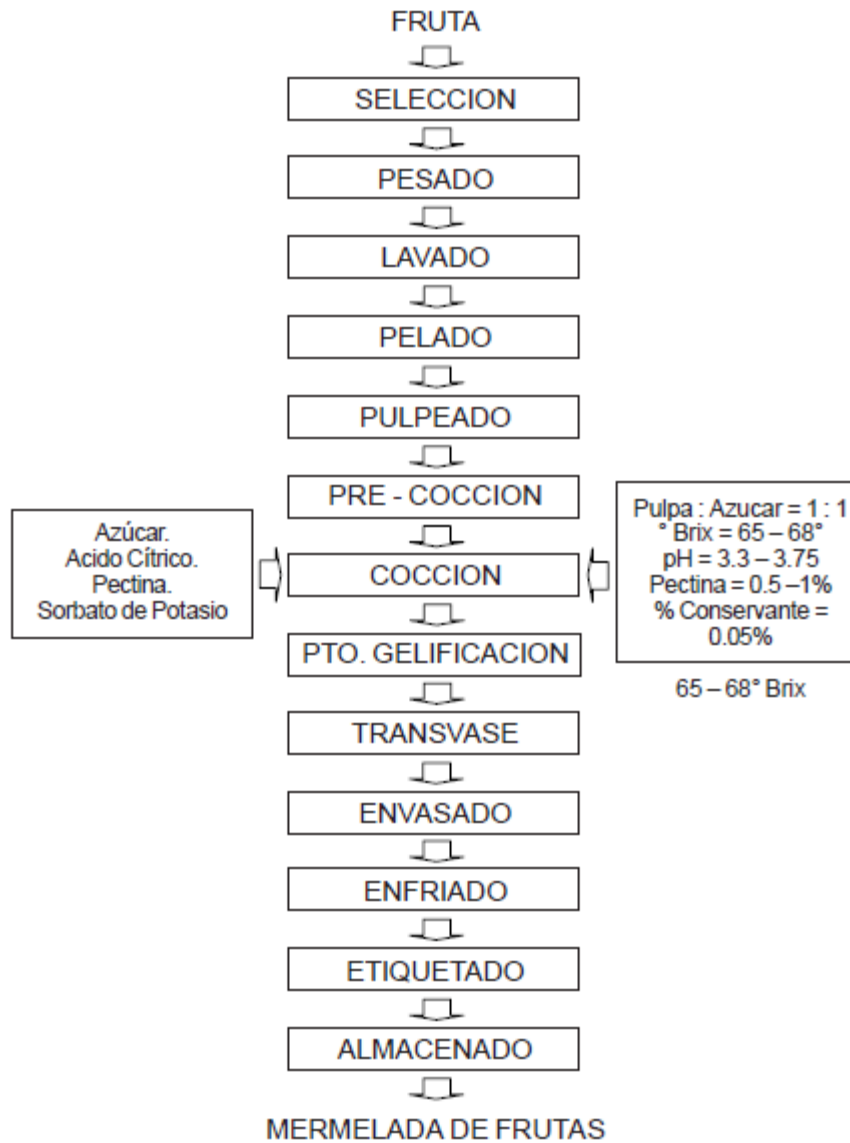 FRUTA
SELECCION
PESADO
LAVADO
PELADO
PULPEADO
PRE - COCCION
Azúcar.
Acido Cítrico.
Pectina.
Sorbato de Potasio
COCCION
Pulpa : Azucar = 1 : 1
° Brix = 65 – 68°
pH = 3.3 – 3.75
Pectina = 0.5 –1%
% Conservante =
0.05%
PTO. GELIFICACION
65 – 68° Brix
TRANSVASE
ENVASADO
ENFRIADO
ETIQUETADO
ALMACENADO
MERMELADA DE FRUTAS